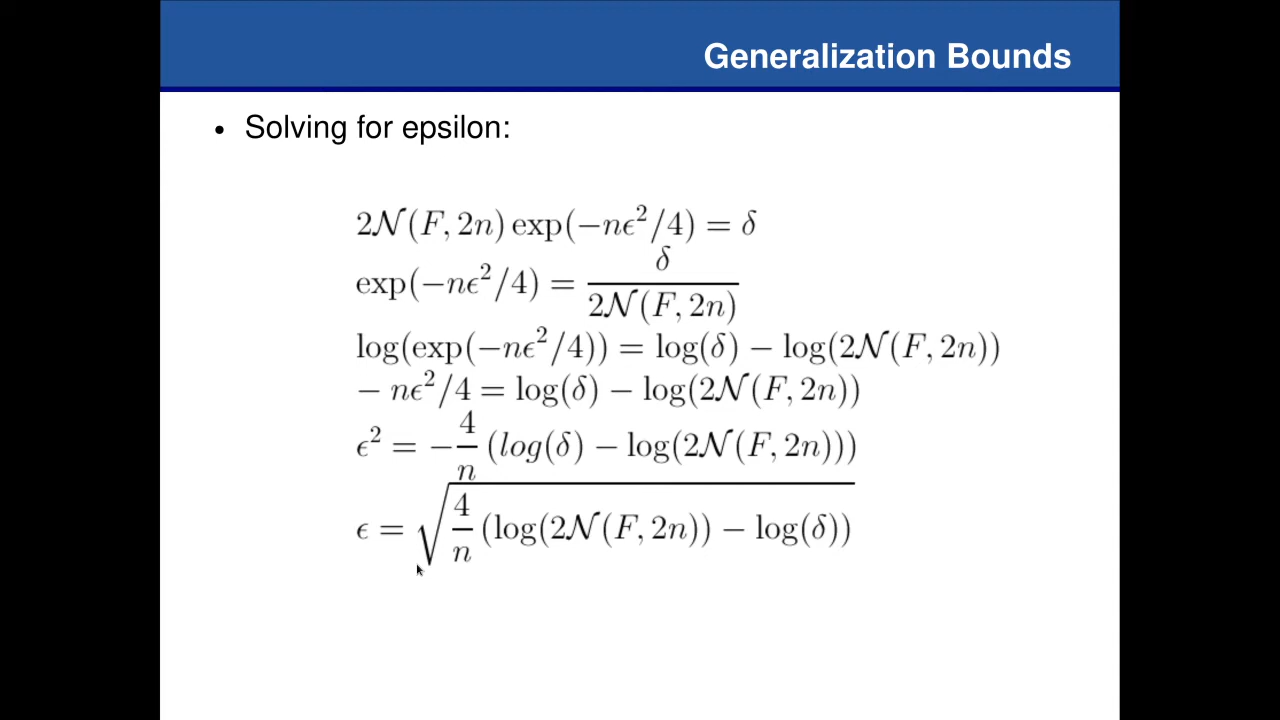 Generalization Bounds
• Solving for epsilon:
2𝒩(F, 2n) exp(−nϵ²/4) = δ
exp(−nϵ²/4) = δ / 2𝒩(F, 2n)
log(exp(−nϵ²/4)) = log(δ) − log(2𝒩(F, 2n))
− nϵ²/4 = log(δ) − log(2𝒩(F, 2n))
ϵ² = −4/n (log(δ) − log(2𝒩(F, 2n)))
ϵ = √(4/n (log(2𝒩(F, 2n)) − log(δ)))